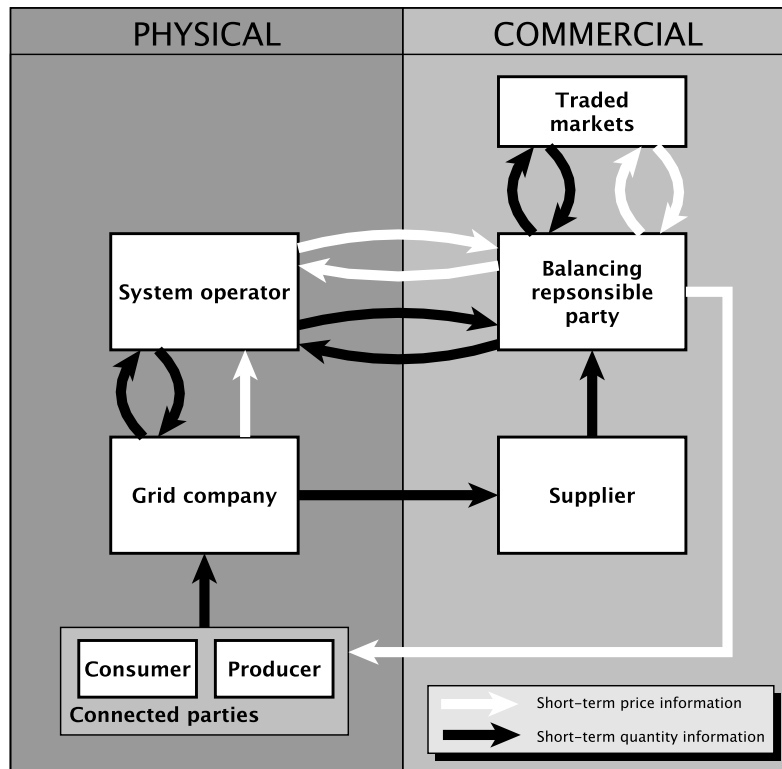 PHYSICAL
COMMERCIAL
Traded
markets
System operator
Balancing
repsonsible
party
Grid company
Supplier
Consumer
Producer
Connected parties
Short-term price information
Short-term quantity information